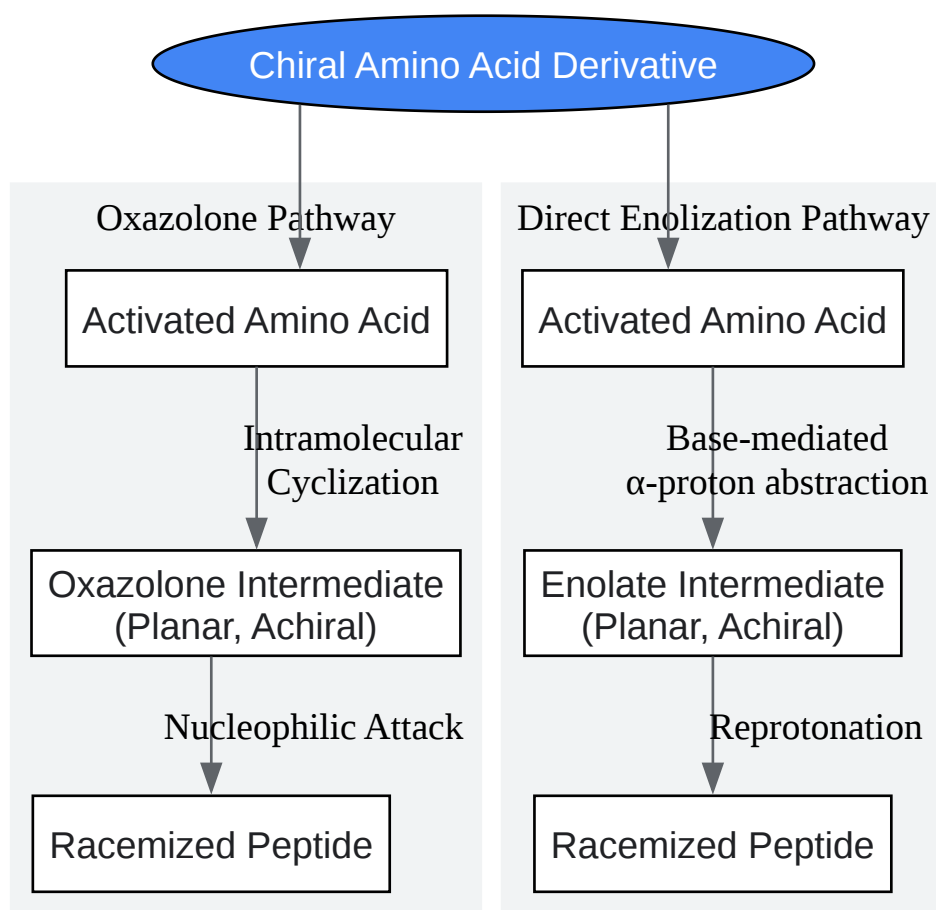 Chiral Amino Acid Derivative
Oxazolone Pathway
Activated Amino Acid
Intramolecular
Cyclization
Oxazolone Intermediate
(Planar, Achiral)
Nucleophilic Attack
Racemized Peptide
Direct Enolization Pathway
Activated Amino Acid
Base-mediated
α-proton abstraction
Enolate Intermediate
(Planar, Achiral)
Reprotonation
Racemized Peptide